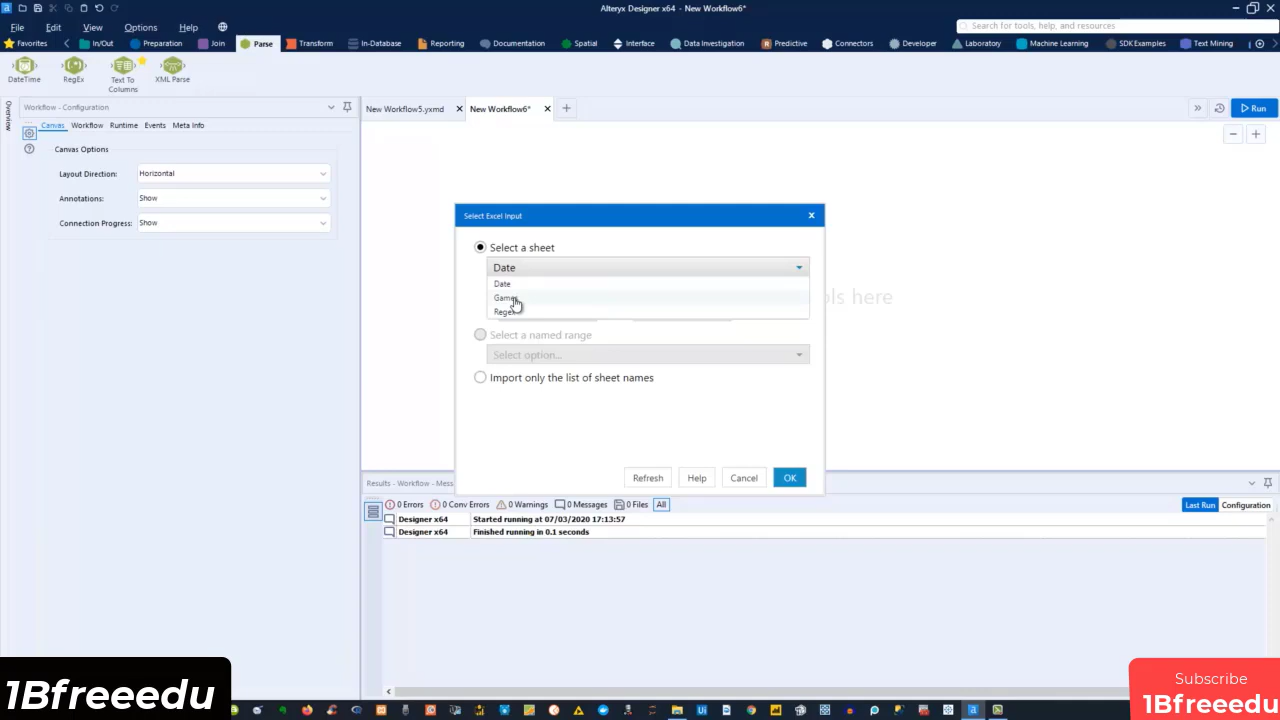 Alteryx Designer x64 - New Workflow6*
File Edit View Options Help
Search for tools, help, and resources
Favorites In/Out Preparation Join Parse Transform In-Database Reporting Documentation Spatial Interface Data Investigation Predictive Connectors Developer Laboratory Machine Learning SDK Examples Text Mining
DateTime RegEx Text To Columns XML Parse
Overview
Workflow - Configuration
New Workflow5.yxmd New Workflow6* Run
Canvas Workflow Runtime Events Meta Info
Canvas Options
Layout Direction: Horizontal
Annotations: Show
Connection Progress: Show
Select Excel Input
Select a sheet
Date
Date
Games
Regex
ols here
Select a named range
Select option...
Import only the list of sheet names
Refresh Help Cancel OK
Results - Workflow - Mess
0 Errors 0 Conv Errors 0 Warnings 0 Messages 0 Files All Last Run Configuration
Designer x64 Started running at 07/03/2020 17:13:57
Designer x64 Finished running in 0.1 seconds
1Bfreeedu
Subscribe
1Bfreeedu